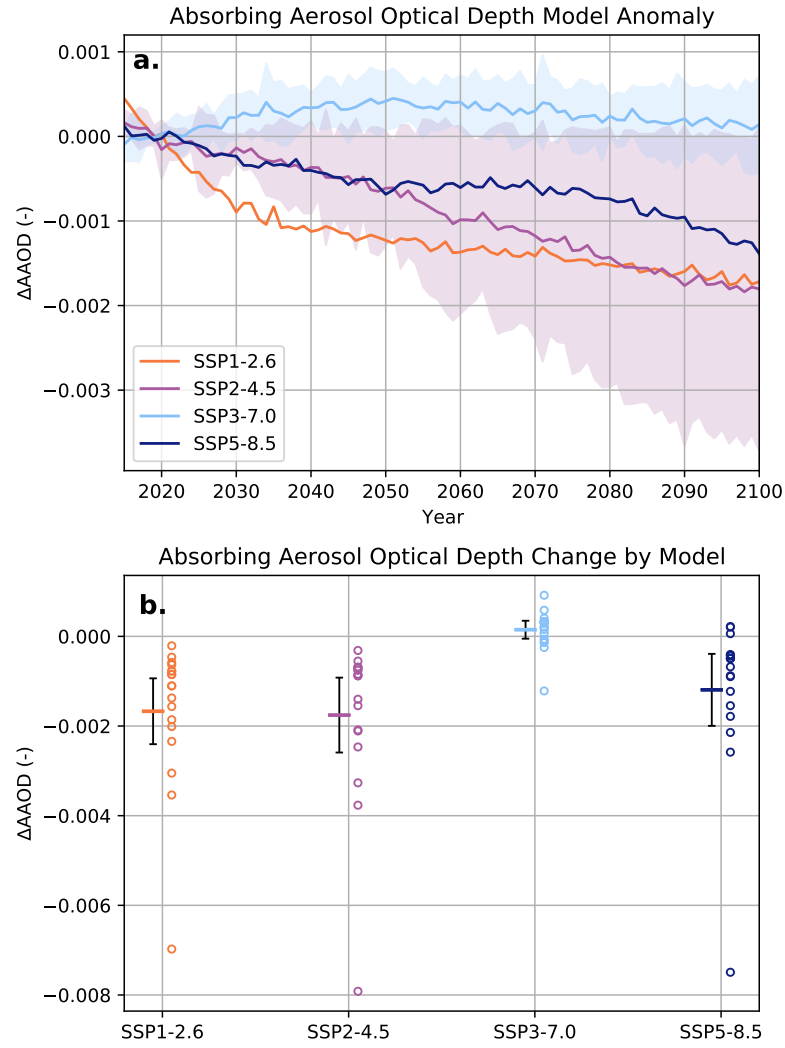 Absorbing Aerosol Optical Depth Model Anomaly
a.
0.001
0.000
−0.001
−0.002
−0.003
ΔAAOD (-)
SSP1-2.6
SSP2-4.5
SSP3-7.0
SSP5-8.5
2020 2030 2040 2050 2060 2070 2080 2090 2100
Year
Absorbing Aerosol Optical Depth Change by Model
b.
0.000
−0.002
−0.004
−0.006
−0.008
ΔAAOD (-)
SSP1-2.6 SSP2-4.5 SSP3-7.0 SSP5-8.5